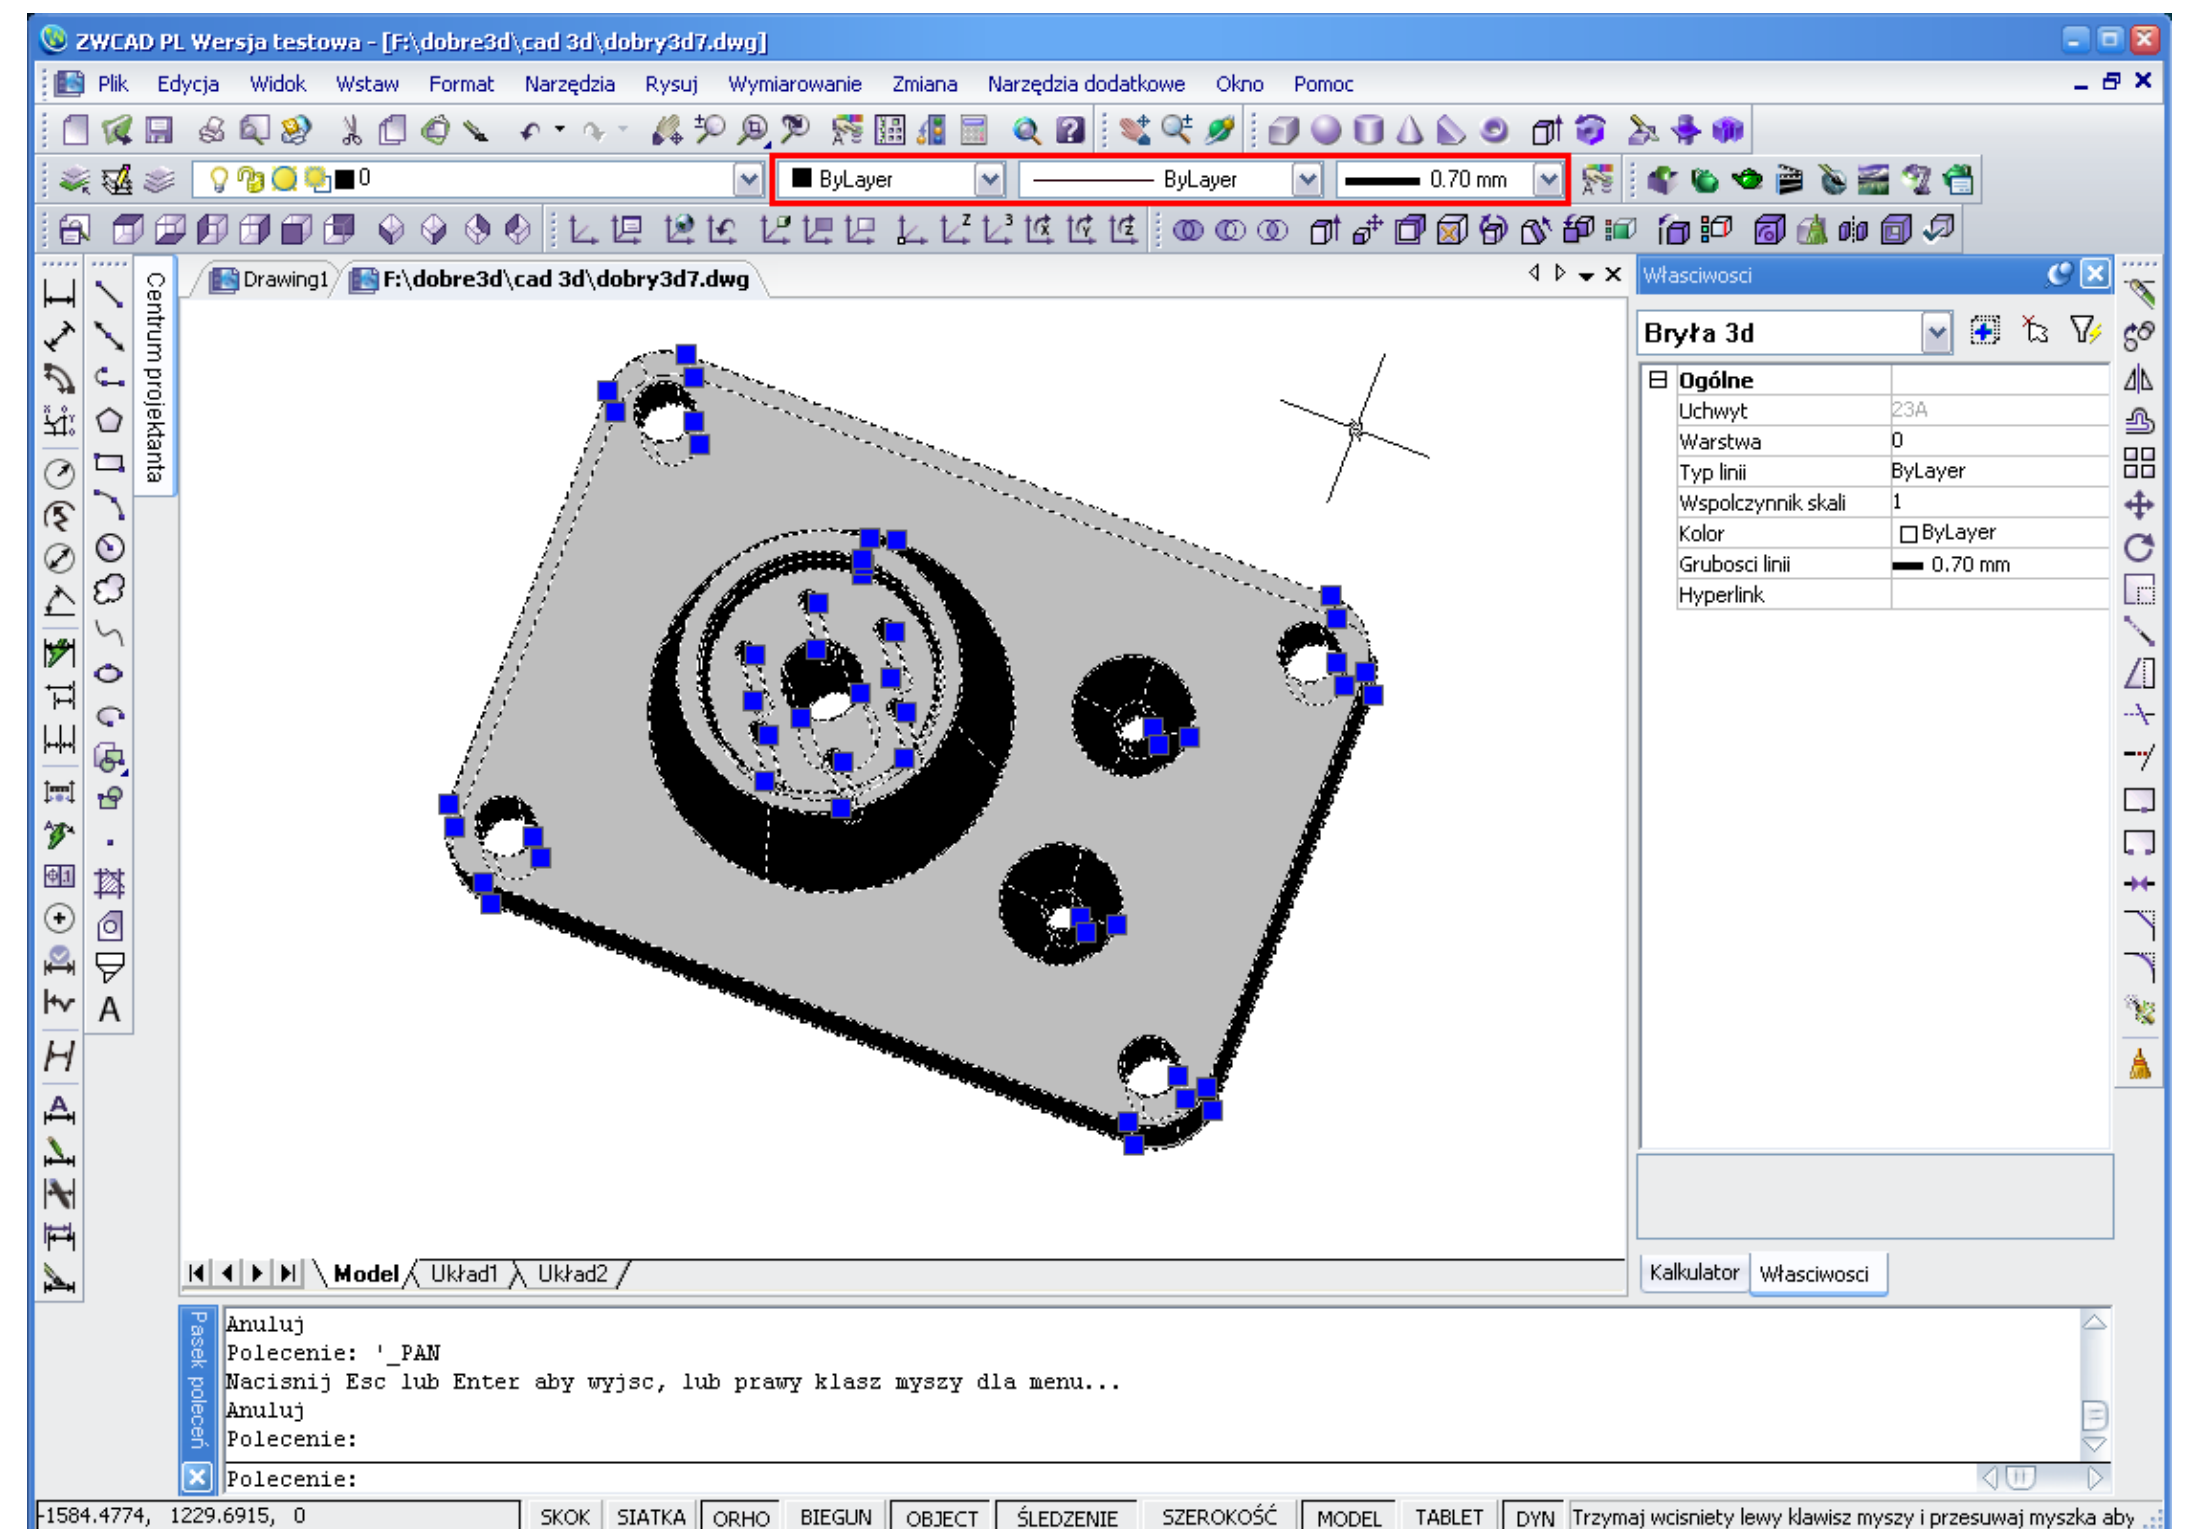 ZWCAD PL Wersja testowa - [F:\dobre3d\cad 3d\dobry3d7.dwg]
Plik Edycja Widok Wstaw Format Narzędzia Rysuj Wymiarowanie Zmiana Narzędzia dodatkowe Okno Pomoc
0 ByLayer ByLayer 0.70 mm
Centrum projektanta
Drawing1 F:\dobre3d\cad 3d\dobry3d7.dwg
Własciwosci
Bryła 3d
Ogólne
Uchwyt 23A
Warstwa 0
Typ linii ByLayer
Wspolczynnik skali 1
Kolor ByLayer
Grubosci linii 0.70 mm
Hyperlink
Model Układ1 Układ2
Kalkulator Własciwosci
Pasek poleceń
Anuluj
Polecenie: '_PAN
Nacisnij Esc lub Enter aby wyjsc, lub prawy klasz myszy dla menu...
Anuluj
Polecenie:
Polecenie:
-1584.4774, 1229.6915, 0 SKOK SIATKA ORHO BIEGUN OBJECT ŚLEDZENIE SZEROKOŚĆ MODEL TABLET DYN Trzymaj wcisniety lewy klawisz myszy i przesuwaj myszka aby